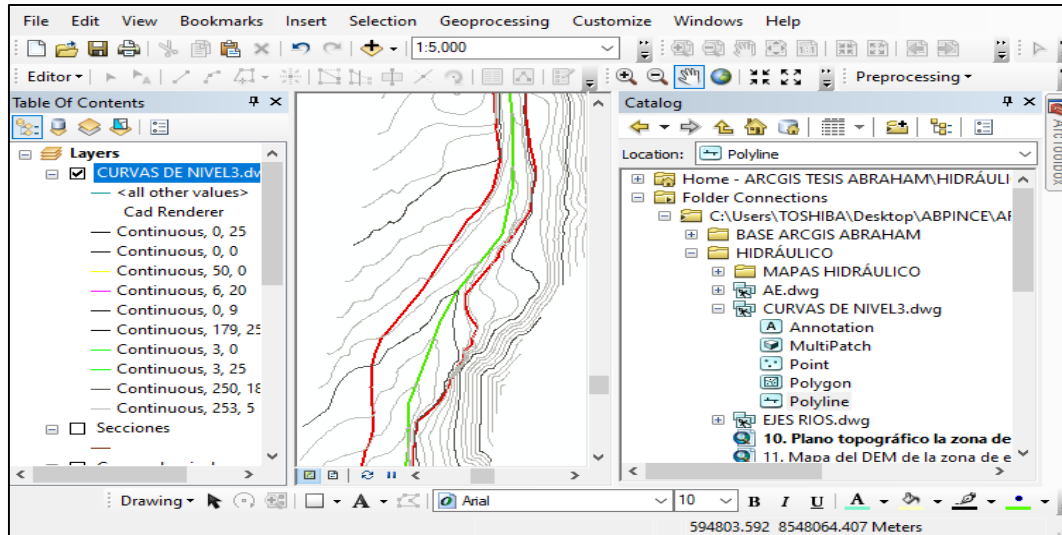 File Edit View Bookmarks Insert Selection Geoprocessing Customize Windows Help
1:5,000
Editor Preprocessing
Table Of Contents
Layers
CURVAS DE NIVEL3.dw
<all other values>
Cad Renderer
Continuous, 0, 25
Continuous, 0, 0
Continuous, 50, 0
Continuous, 6, 20
Continuous, 0, 9
Continuous, 179, 25
Continuous, 3, 0
Continuous, 3, 25
Continuous, 250, 18
Continuous, 253, 5
Secciones
Catalog
Location: Polyline
Home - ARCGIS TESIS ABRAHAM\HIDRÁULI
Folder Connections
C:\Users\TOSHIBA\Desktop\ABPINCE\AF
BASE ARCGIS ABRAHAM
HIDRÁULICO
MAPAS HIDRÁULICO
AE.dwg
CURVAS DE NIVEL3.dwg
A Annotation
MultiPatch
Point
Polygon
Polyline
EJES RIOS.dwg
10. Plano topográfico la zona de
11. Mapa del DEM de la zona de e
ArcToolbox
Drawing A Arial 10 B I U A
594803.592 8548064.407 Meters